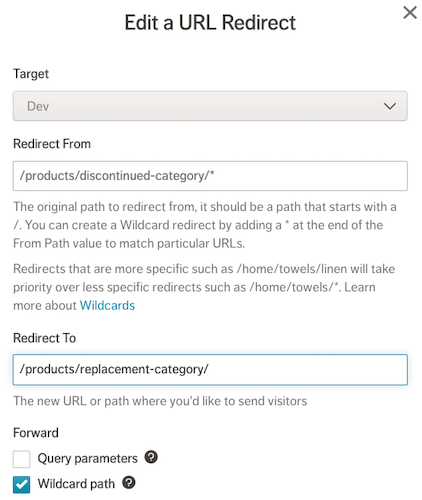 Edit a URL Redirect
Target
Dev
Redirect From
/products/discontinued-category/*
The original path to redirect from, it should be a path that starts with a
/. You can create a Wildcard redirect by adding a * at the end of the
From Path value to match particular URLs.
Redirects that are more specific such as /home/towels/linen will take
priority over less specific redirects such as /home/towels/*. Learn
more about Wildcards
Redirect To
/products/replacement-category/
The new URL or path where you'd like to send visitors
Forward
Query parameters ?
Wildcard path ?